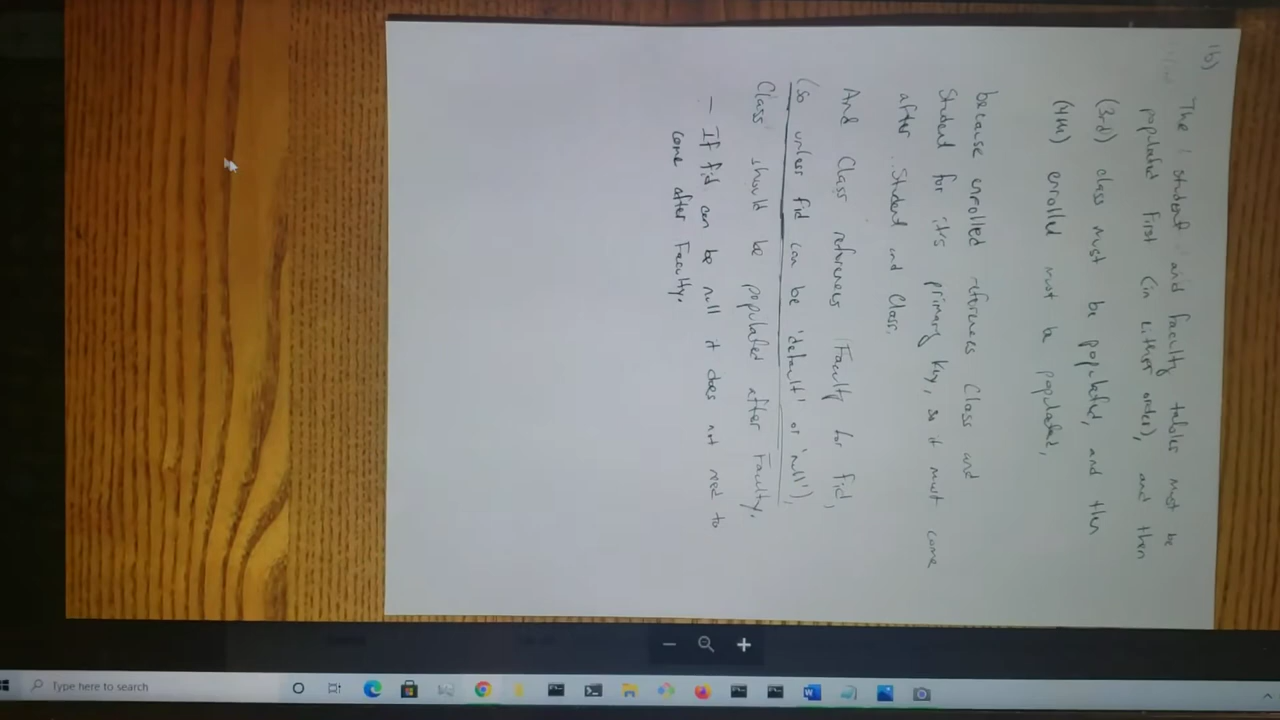 1b)
The student and faculty tables must be
populated first (in either order), and then
(3rd) class must be populated, and then
(4th) enrolled must be populated,
because enrolled references Class and
Student for it's primary key, so it must come
after Student and Class.
And Class references Faculty for fid,
(so unless fid can be 'default' or 'null'),
Class should be populated after Faculty.
- If fid can be null it does not need to
come after Faculty.
Type here to search